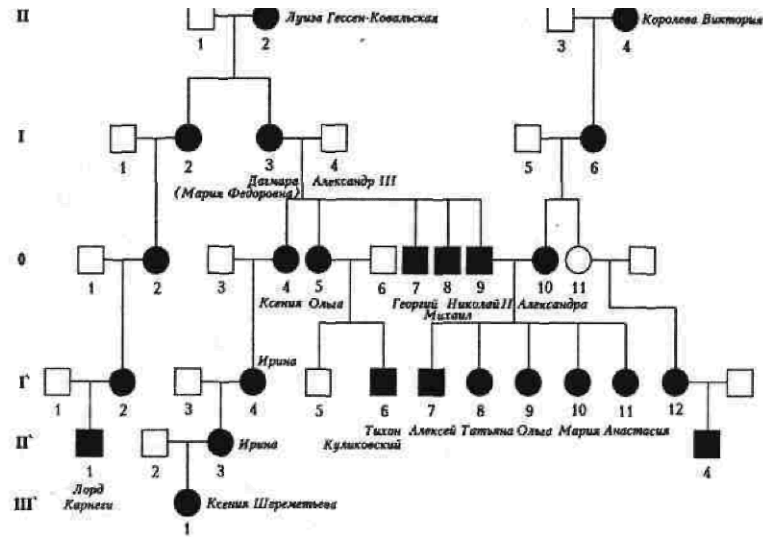 II
Луиза Гессен-Ковальская
Королева Виктория
1 2 3 4
I
1 2 3 4 5 6
Дагмара Александр III
(Мария Федоровна)
0
1 2 3 4 5 6 7 8 9 10 11
Ксения Ольга Георгий Николай II Александра
Михаил
Ирина
I`
1 2 3 4 5 6 7 8 9 10 11 12
Тихон Алексей Татьяна Ольга Мария Анастасия
Куликовский
II`
Ирина
1 2 3 4
Лорд
Карнеги
III`
Ксения Шереметьева
1